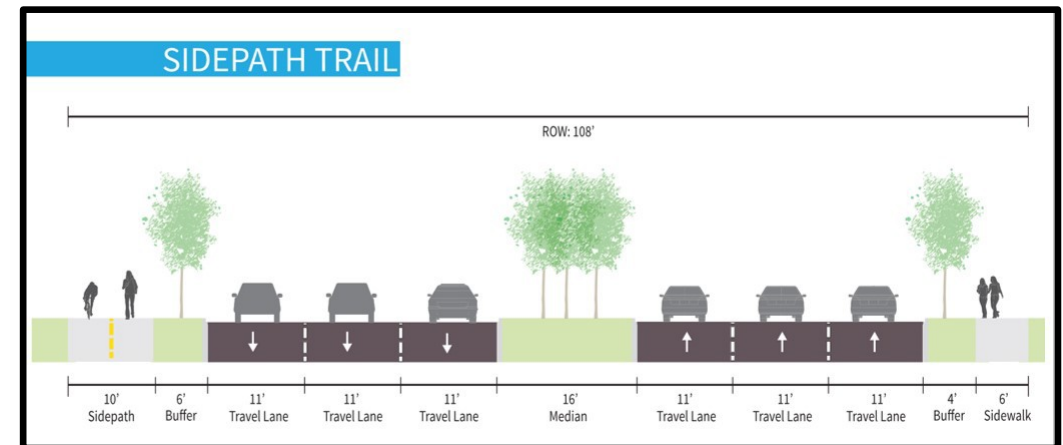 SIDEPATH TRAIL
ROW: 108'
10' 6' 11' 11' 11' 16' 11' 11' 11' 4' 6'
Sidepath Buffer Travel Lane Travel Lane Travel Lane Median Travel Lane Travel Lane Travel Lane Buffer Sidewalk